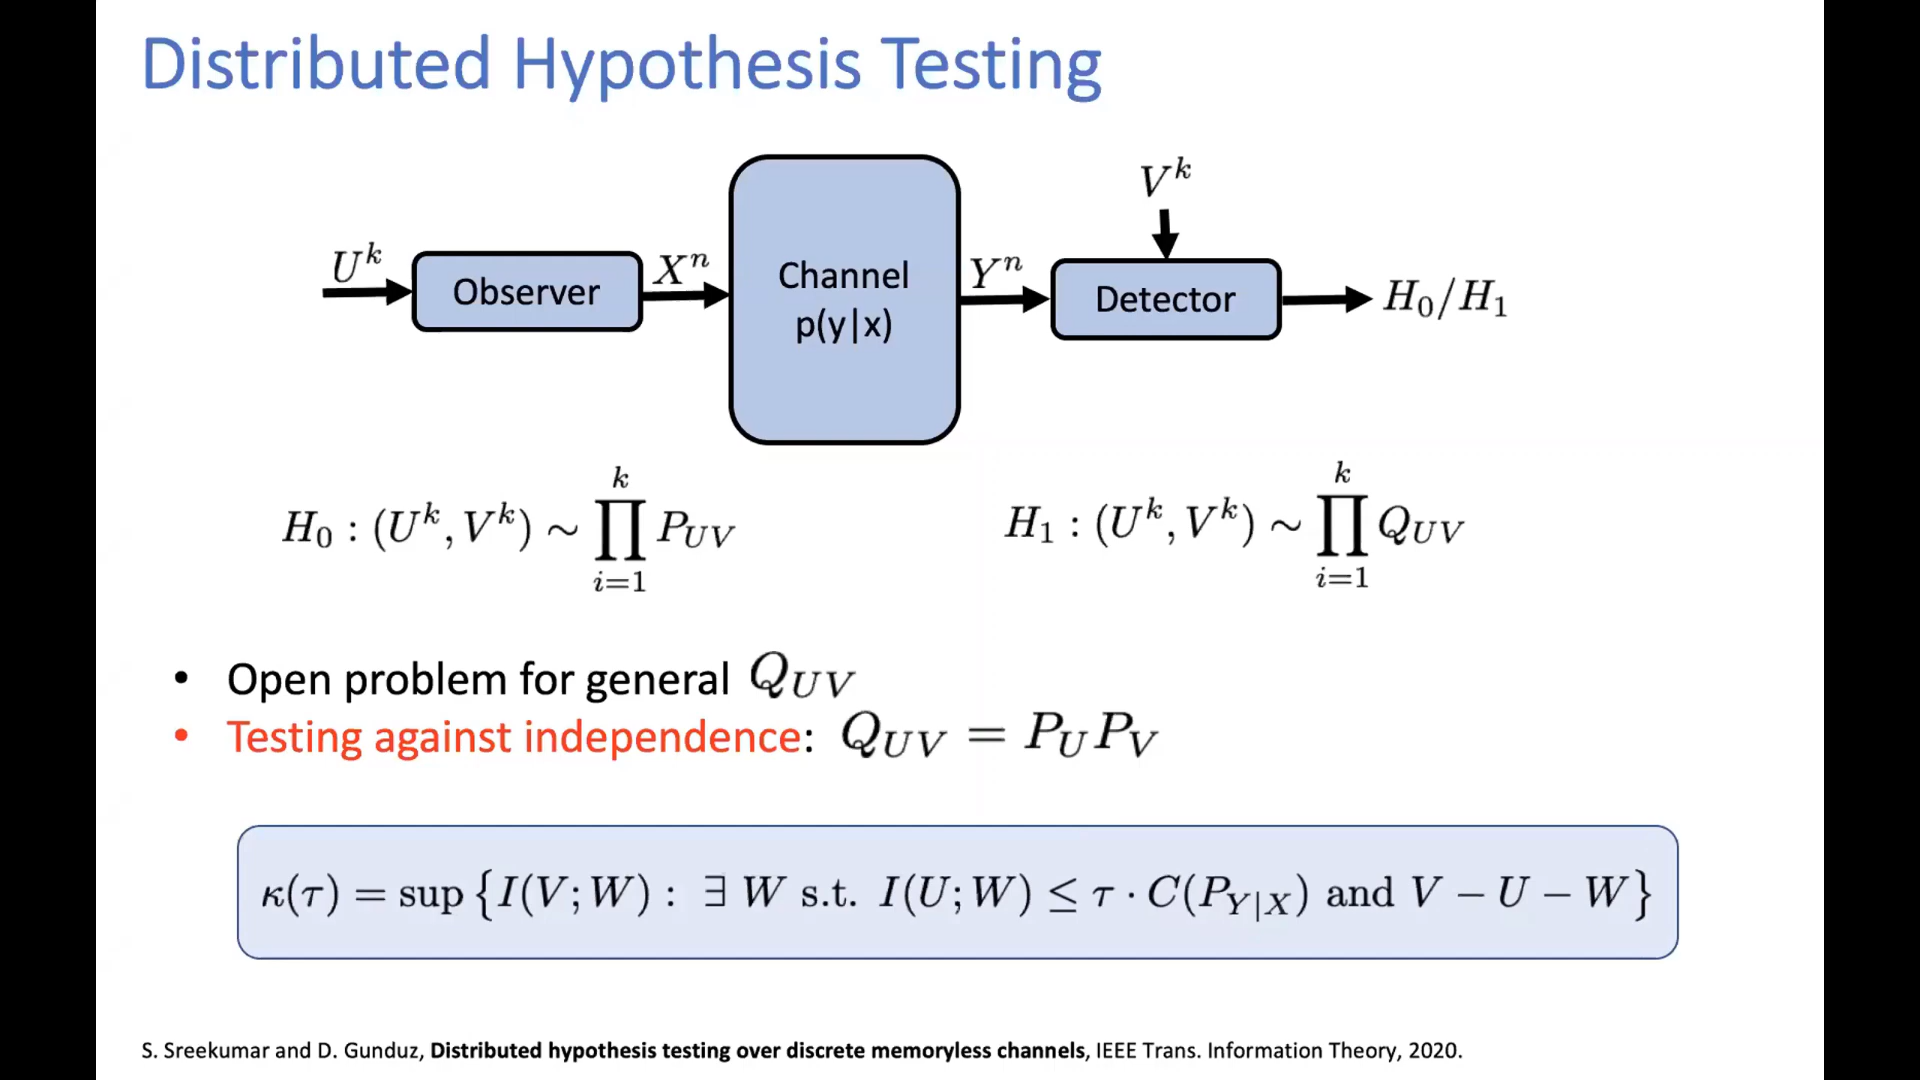 Distributed Hypothesis Testing
V^k
U^k
Observer
X^n
Channel
p(y|x)
Y^n
Detector
H_0/H_1
H_0 : (U^k, V^k) ∼ ∏_{i=1}^{k} P_{UV}
H_1 : (U^k, V^k) ∼ ∏_{i=1}^{k} Q_{UV}
• Open problem for general Q_{UV}
• Testing against independence: Q_{UV} = P_U P_V
κ(τ) = sup {I(V; W) : ∃ W s.t. I(U; W) ≤ τ · C(P_{Y|X}) and V − U − W}
S. Sreekumar and D. Gunduz, Distributed hypothesis testing over discrete memoryless channels, IEEE Trans. Information Theory, 2020.